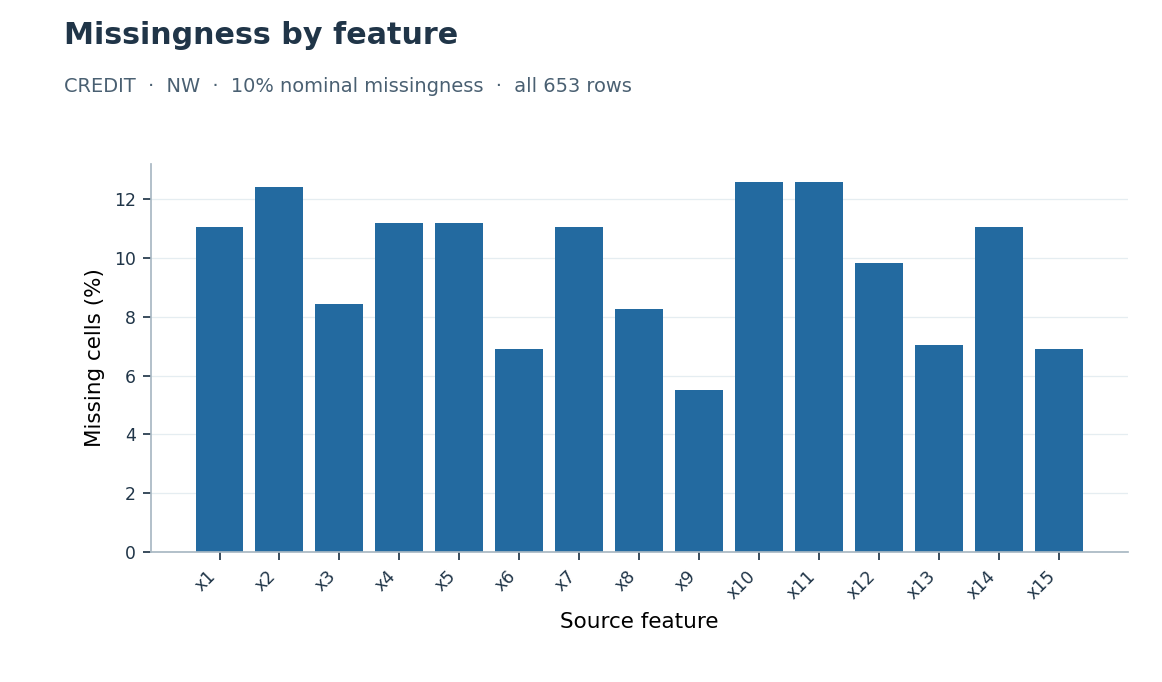 Missingness by feature
CREDIT · NW · 10% nominal missingness · all 653 rows
Missing cells (%)
12
10
8
6
4
2
0
x1 x2 x3 x4 x5 x6 x7 x8 x9 x10 x11 x12 x13 x14 x15
Source feature